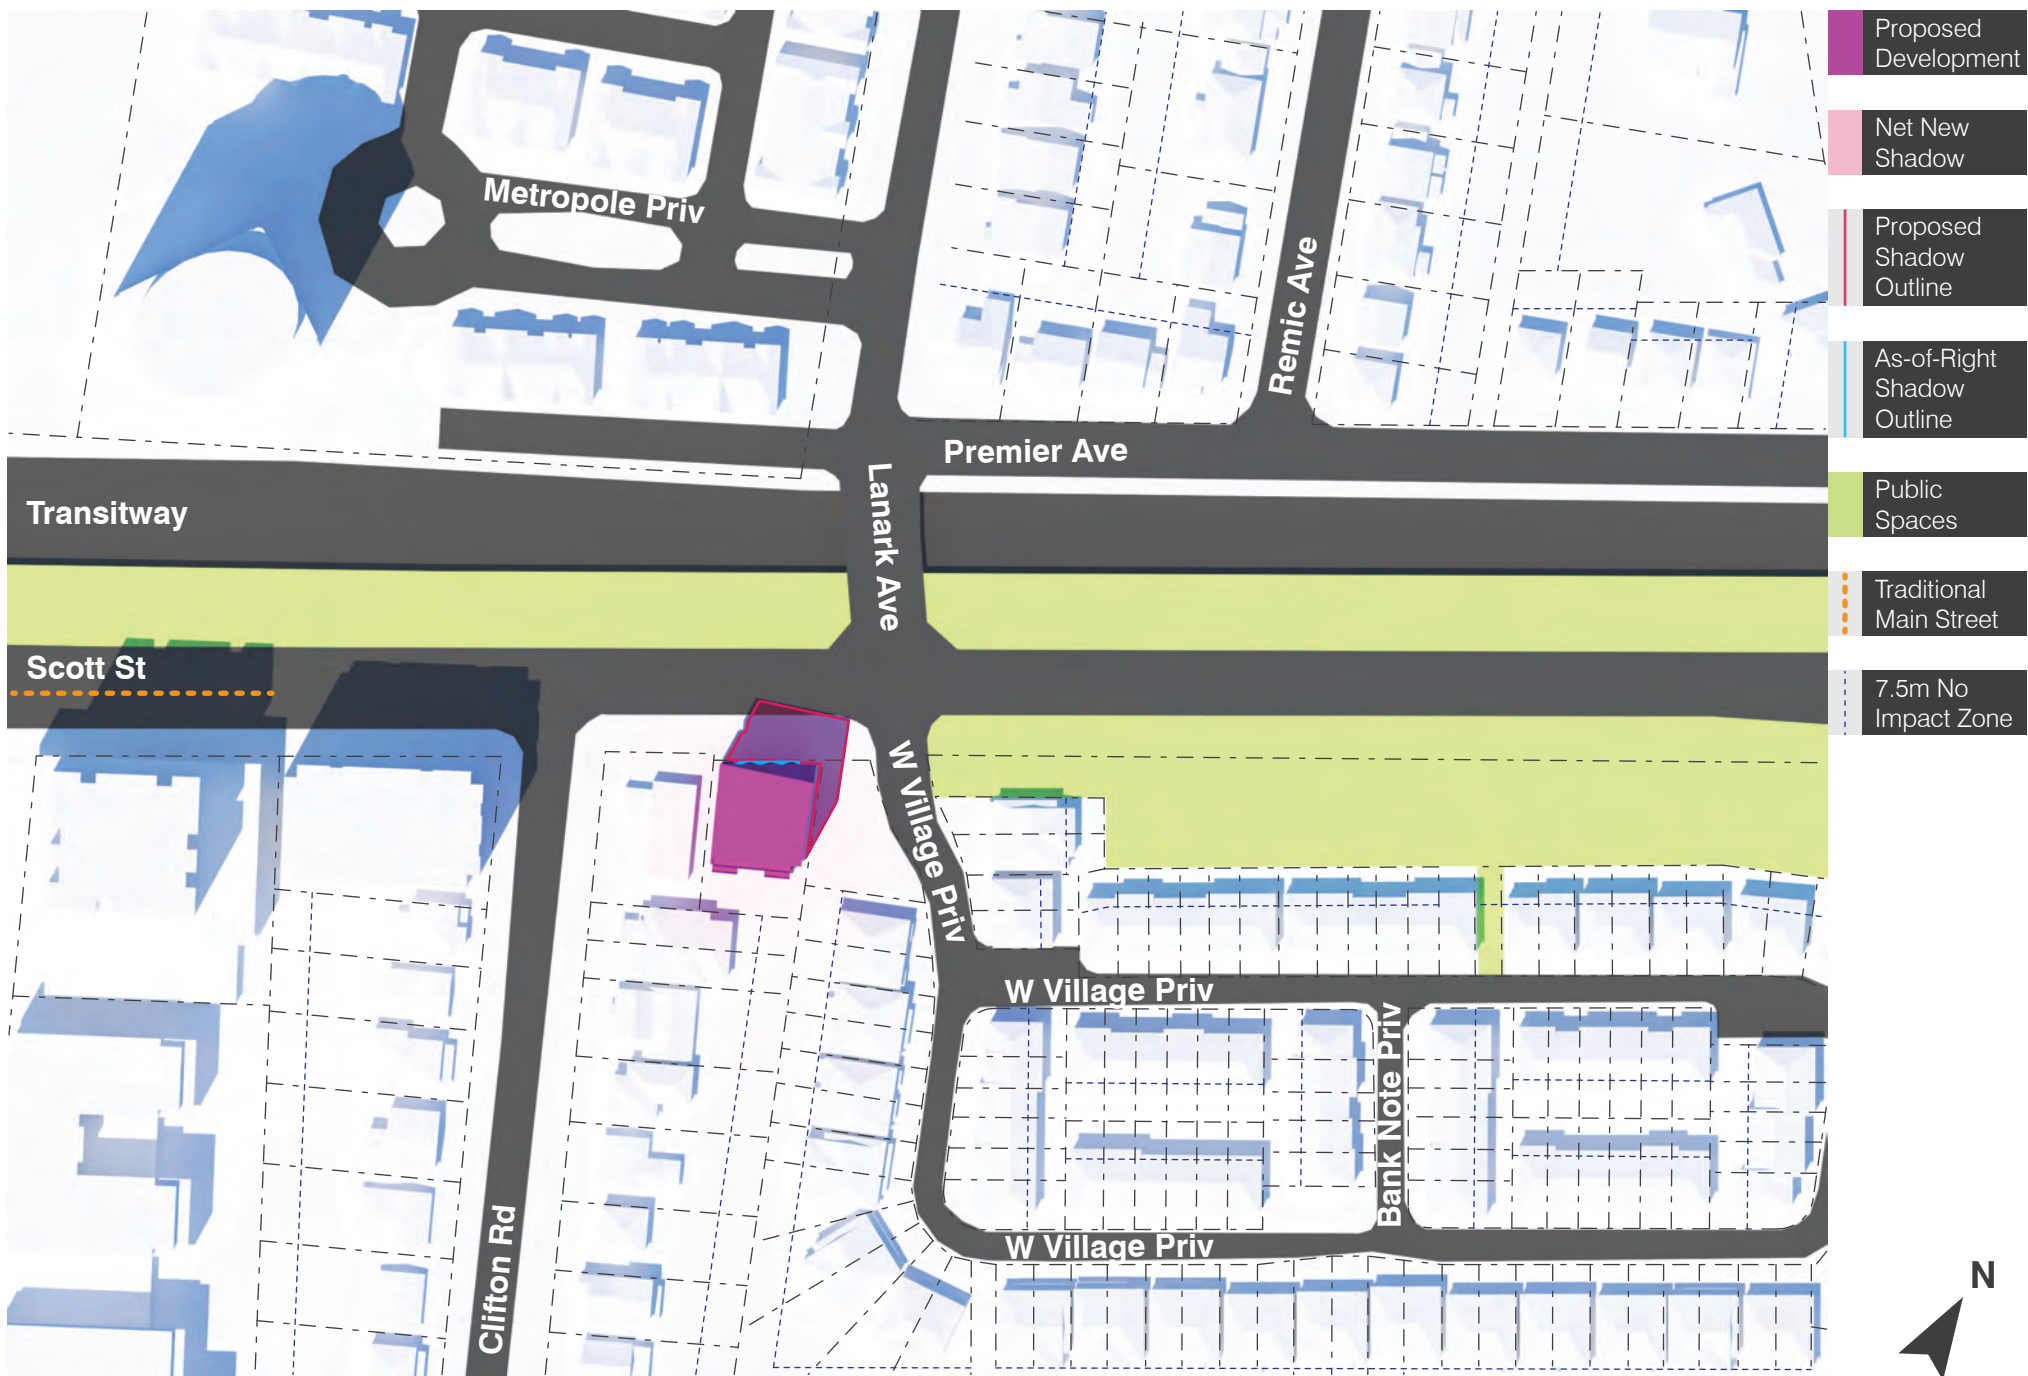 Proposed
Development
Net New
Shadow
Proposed
Shadow
Outline
As-of-Right
Shadow
Outline
Public
Spaces
Traditional
Main Street
7.5m No
Impact Zone
Metropole Priv
Remic Ave
Premier Ave
Lanark Ave
Transitway
Scott St
W Village Priv
W Village Priv
Bank Note Priv
W Village Priv
Clifton Rd
N